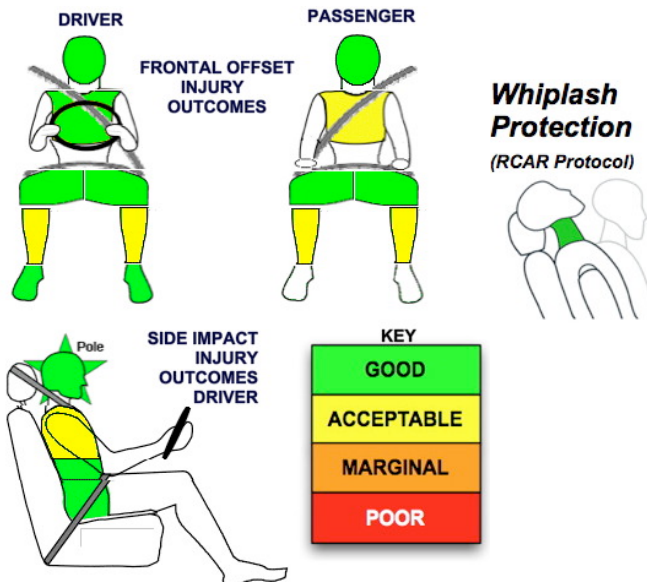 DRIVER
PASSENGER
FRONTAL OFFSET
INJURY
OUTCOMES
Whiplash
Protection
(RCAR Protocol)
Pole
SIDE IMPACT
INJURY
OUTCOMES
DRIVER
KEY
GOOD
ACCEPTABLE
MARGINAL
POOR